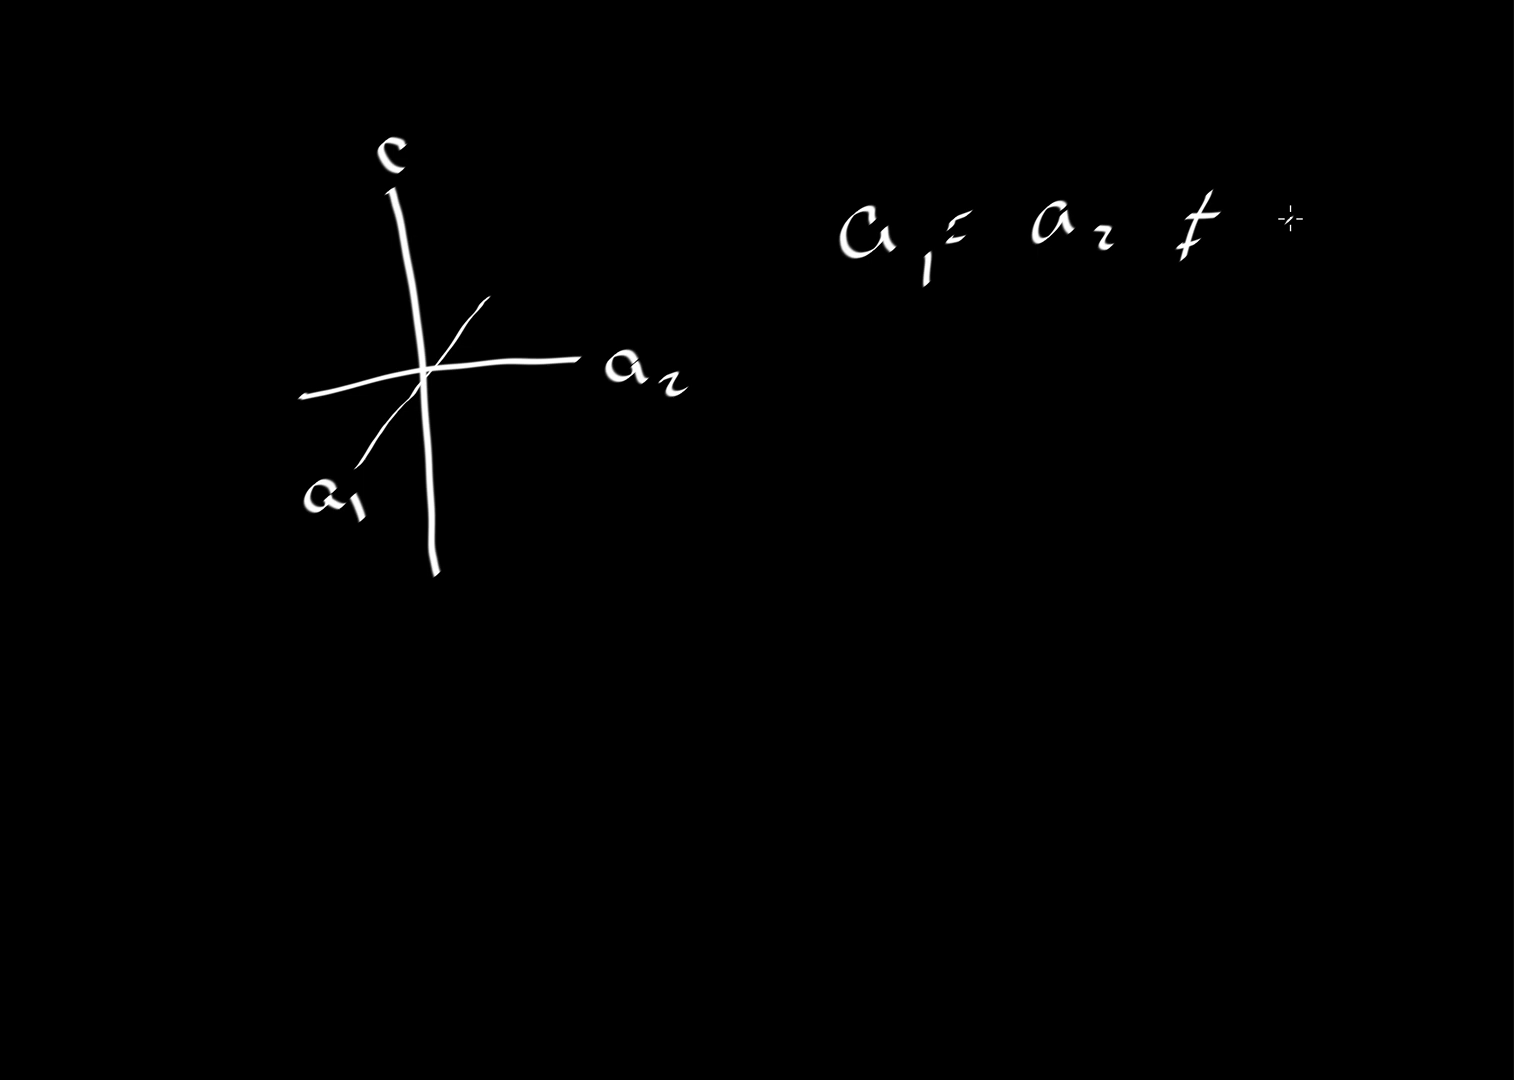 c
a₁ = a₂ ≠
a₂
a₁